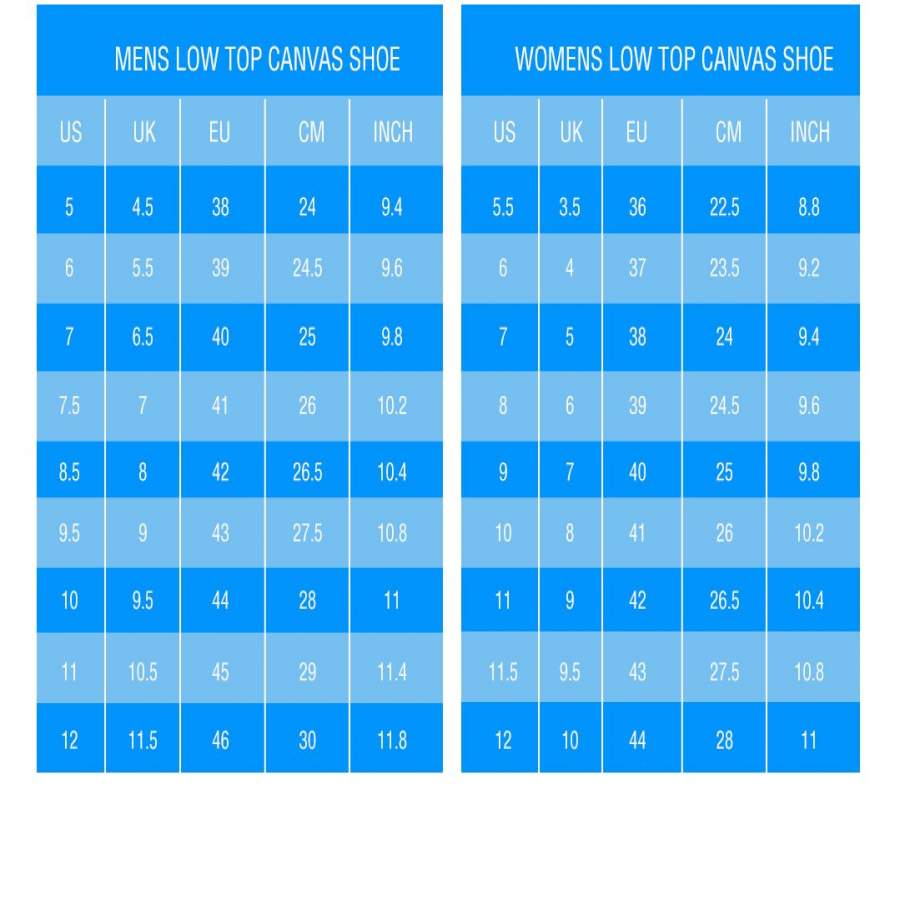 MENS LOW TOP CANVAS SHOE
US UK EU CM INCH
5 4.5 38 24 9.4
6 5.5 39 24.5 9.6
7 6.5 40 25 9.8
7.5 7 41 26 10.2
8.5 8 42 26.5 10.4
9.5 9 43 27.5 10.8
10 9.5 44 28 11
11 10.5 45 29 11.4
12 11.5 46 30 11.8
WOMENS LOW TOP CANVAS SHOE
US UK EU CM INCH
5.5 3.5 36 22.5 8.8
6 4 37 23.5 9.2
7 5 38 24 9.4
8 6 39 24.5 9.6
9 7 40 25 9.8
10 8 41 26 10.2
11 9 42 26.5 10.4
11.5 9.5 43 27.5 10.8
12 10 44 28 11